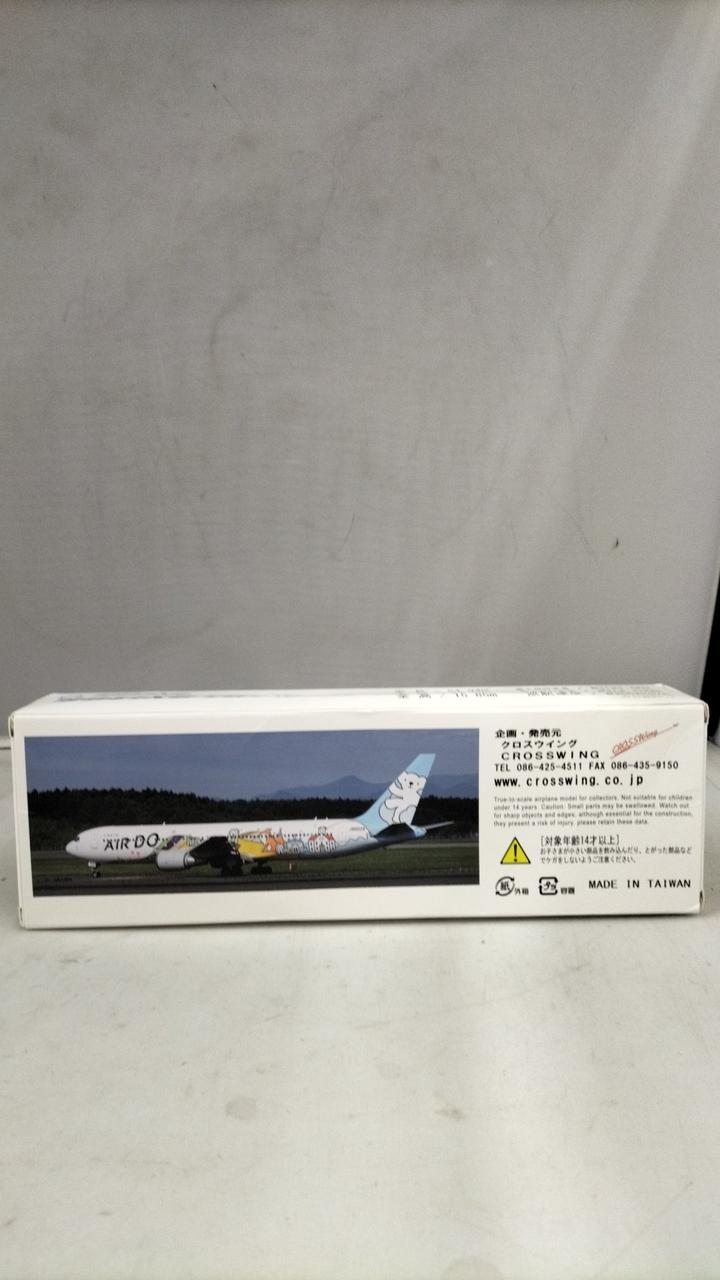 全高 / 15.85m
企画・発売元
クロスウイング
CROSSWING
CROSSWing
TEL 086-425-4511 FAX 086-435-9150
www.crosswing.co.jp
True-to-scale airplane model for collectors. Not suitable for children
under 14 years. Caution: Small parts may be swallowed. Watch out
for sharp objects and edges; although essential for the construction,
they present a risk of injury. please retain these data.
[対象年齢14才以上]
お子さまが小さい部品を飲み込んだり、とがった部品など
でケガをしないようご注意ください。
紙 外箱
プラ 容器
MADE IN TAIWAN
AIR DO